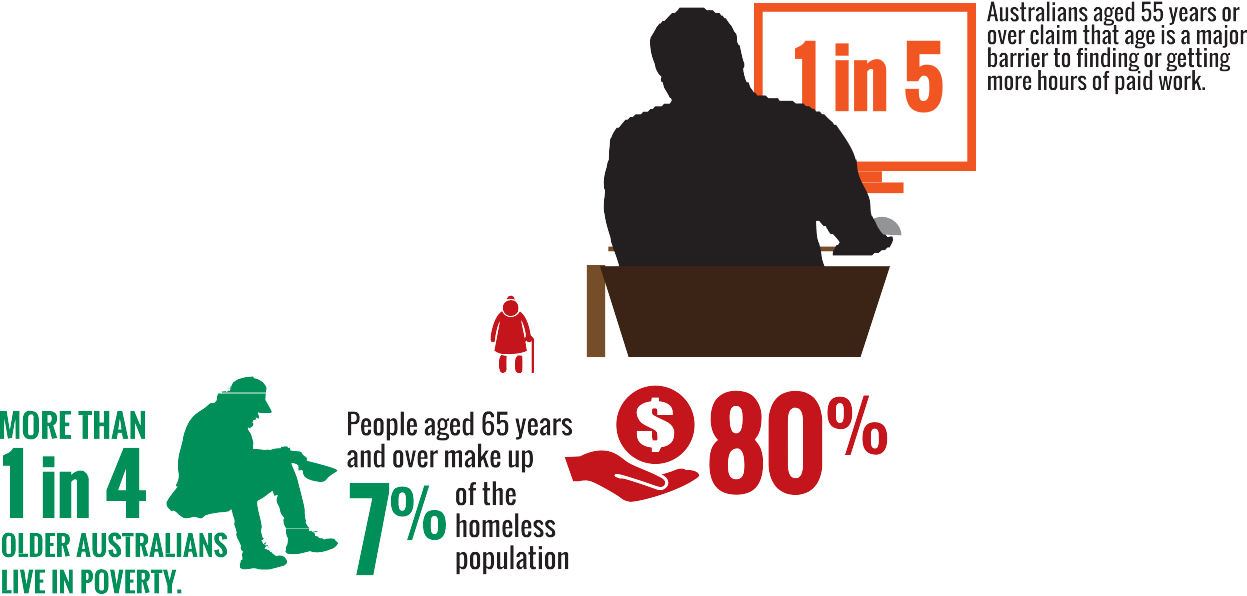 1 in 5
Australians aged 55 years or
over claim that age is a major
barrier to finding or getting
more hours of paid work.
MORE THAN
1 in 4
OLDER AUSTRALIANS
LIVE IN POVERTY.
People aged 65 years
and over make up
7% of the
homeless
population
$
80%